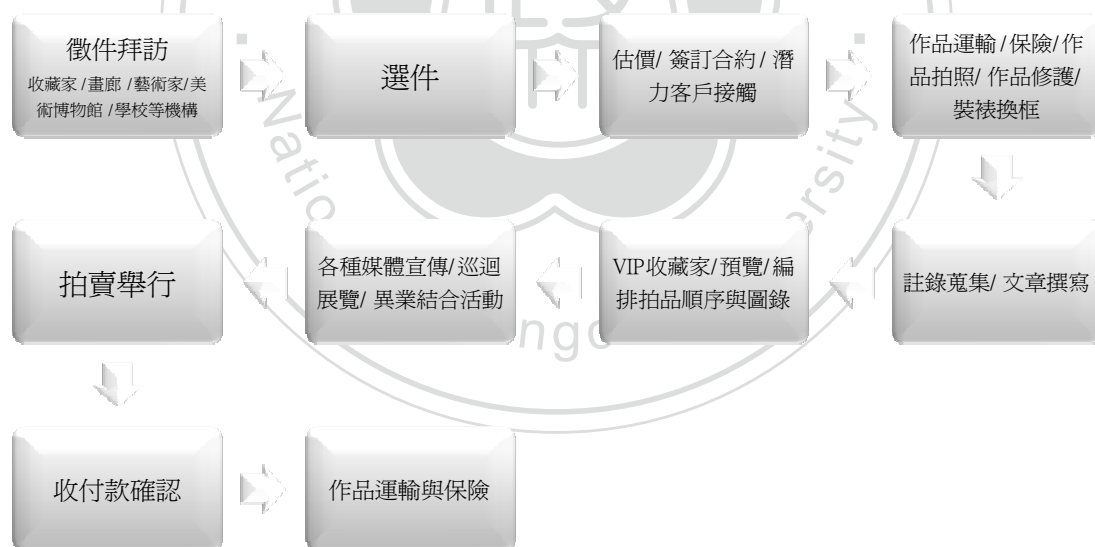 徵件拜訪
收藏家 /畫廊 /藝術家/美
術博物館 /學校等機構
選件
估價/ 簽訂合約 / 潛
力客戶接觸
作品運輸 /保險/作
品拍照/ 作品修護/
裝裱換框
註錄蒐集/ 文章撰寫
VIP收藏家/ 預覽/ 編
排拍品順序與圖錄
各種媒體宣傳/ 巡迴
展覽/ 異業結合活動
拍賣舉行
收付款確認
作品運輸與保險